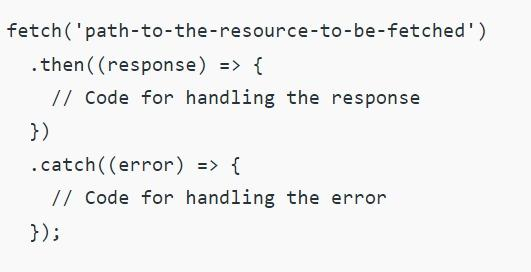 fetch('path-to-the-resource-to-be-fetched')
  .then((response) => {
    // Code for handling the response
  })
  .catch((error) => {
    // Code for handling the error
  });